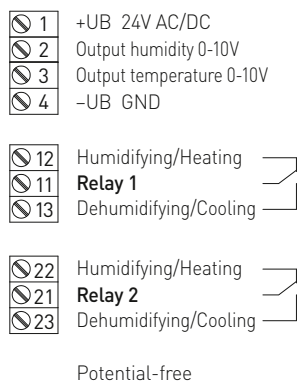 1 +UB 24V AC/DC
2 Output humidity 0-10V
3 Output temperature 0-10V
4 –UB GND
12 Humidifying/Heating
11 Relay 1
13 Dehumidifying/Cooling
22 Humidifying/Heating
21 Relay 2
23 Dehumidifying/Cooling
Potential-free